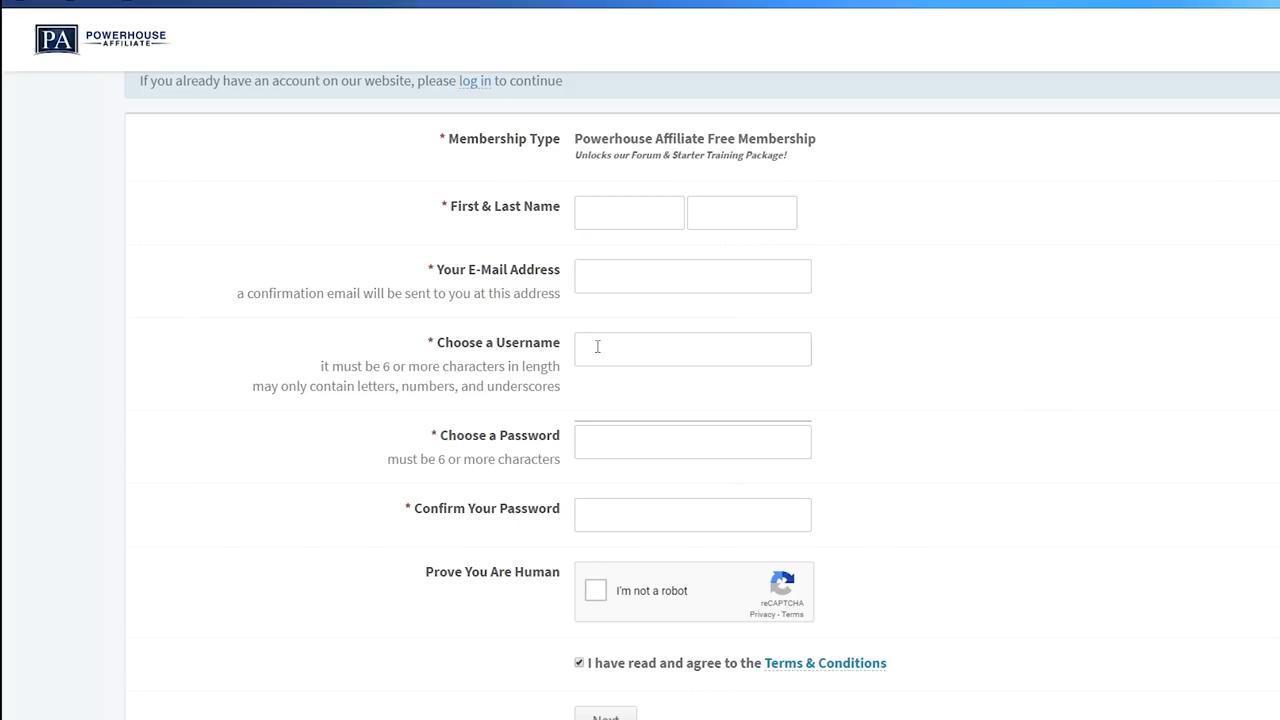 PA POWERHOUSE
AFFILIATE
If you already have an account on our website, please log in to continue
* Membership Type
Powerhouse Affiliate Free Membership
Unlocks our Forum & Starter Training Package!
* First & Last Name
* Your E-Mail Address
a confirmation email will be sent to you at this address
* Choose a Username
it must be 6 or more characters in length
may only contain letters, numbers, and underscores
* Choose a Password
must be 6 or more characters
* Confirm Your Password
Prove You Are Human
I'm not a robot
reCAPTCHA
Privacy - Terms
I have read and agree to the Terms & Conditions
Next